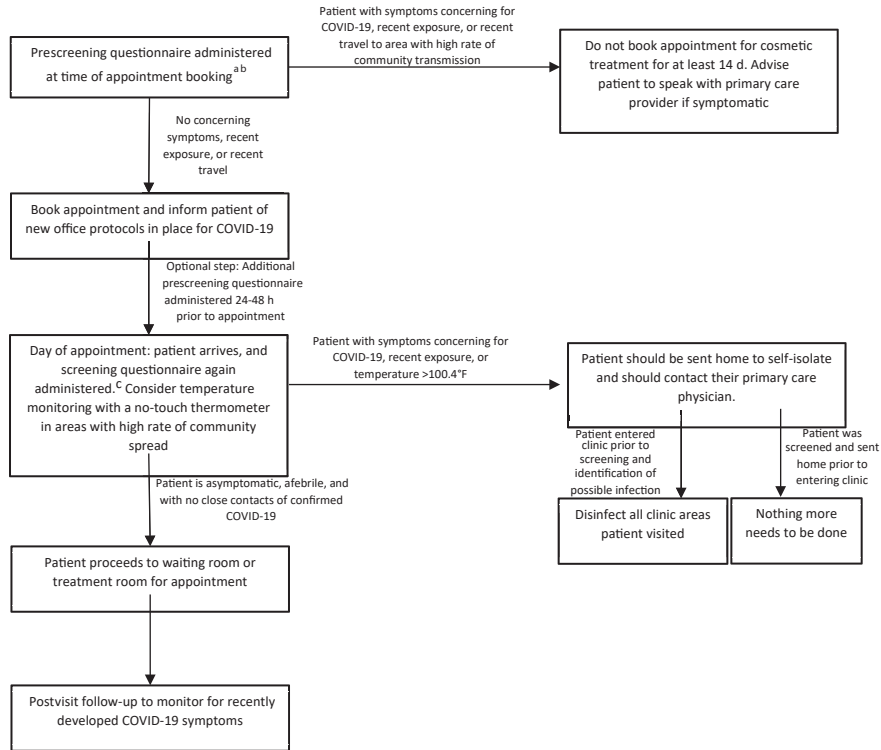 Patient with symptoms concerning for
COVID-19, recent exposure, or recent
travel to area with high rate of
community transmission
Prescreening questionnaire administered
at time of appointment booking a b
Do not book appointment for cosmetic
treatment for at least 14 d. Advise
patient to speak with primary care
provider if symptomatic
No concerning
symptoms, recent
exposure, or recent
travel
Book appointment and inform patient of
new office protocols in place for COVID-19
Optional step: Additional
prescreening questionnaire
administered 24-48 h
prior to appointment
Day of appointment: patient arrives, and
screening questionnaire again
administered.c Consider temperature
monitoring with a no-touch thermometer
in areas with high rate of community
spread
Patient with symptoms concerning for
COVID-19, recent exposure, or
temperature >100.4°F
Patient should be sent home to self-isolate
and should contact their primary care
physician.
Patient entered
clinic prior to
screening and
identification of
possible infection
Patient was
screened and sent
home prior to
entering clinic
Disinfect all clinic areas
patient visited
Nothing more
needs to be done
Patient is asymptomatic, afebrile, and
with no close contacts of confirmed
COVID-19
Patient proceeds to waiting room or
treatment room for appointment
Postvisit follow-up to monitor for recently
developed COVID-19 symptoms